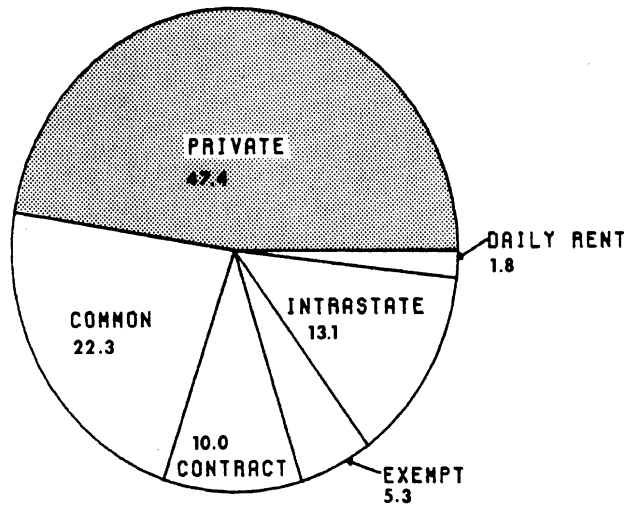 PRIVATE
47.4
DAILY RENT
1.8
INTRASTATE
13.1
COMMON
22.3
10.0
CONTRACT
EXEMPT
5.3